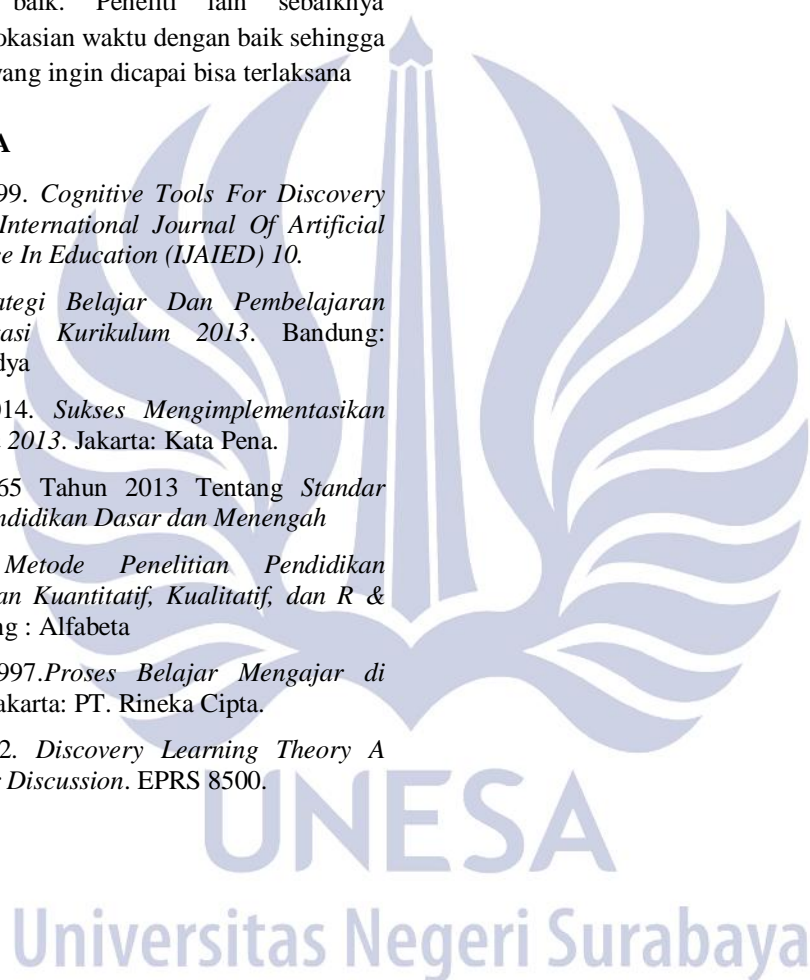 baik. Peneliti lain sebaiknya
okasian waktu dengan baik sehingga
yang ingin dicapai bisa terlaksana
A
99. Cognitive Tools For Discovery
International Journal Of Artificial
e In Education (IJAIED) 10.
ategi Belajar Dan Pembelajaran
asi Kurikulum 2013. Bandung:
dya
014. Sukses Mengimplementasikan
2013. Jakarta: Kata Pena.
65 Tahun 2013 Tentang Standar
ndidikan Dasar dan Menengah
Metode Penelitian Pendidikan
an Kuantitatif, Kualitatif, dan R &
ng : Alfabeta
1997.Proses Belajar Mengajar di
akarta: PT. Rineka Cipta.
2. Discovery Learning Theory A
r Discussion. EPRS 8500.
UNESA
Universitas Negeri Surabaya